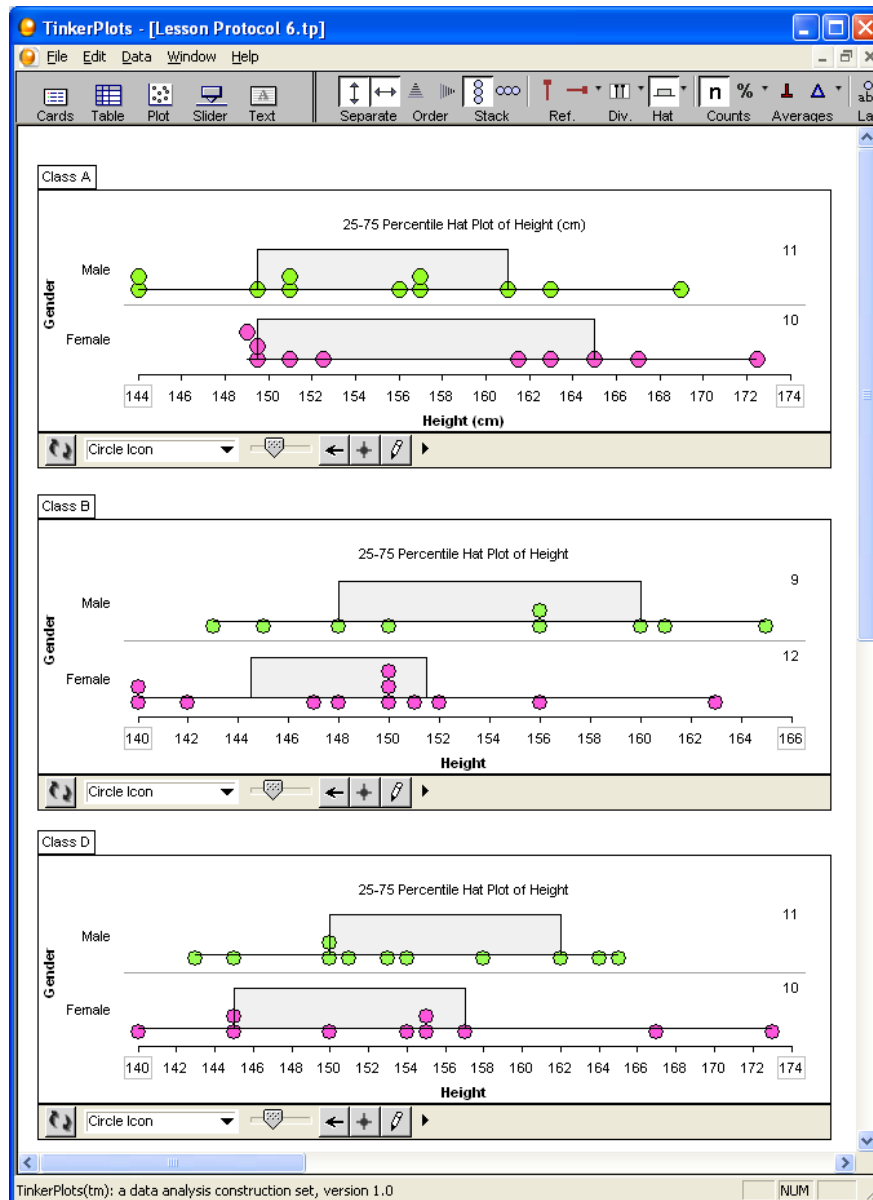 TinkerPlots - [Lesson Protocol 6.tp]
File Edit Data Window Help
n %
Cards Table Plot Slider Text Separate Order Stack Ref. Div. Hat Counts Averages
Class A
25-75 Percentile Hat Plot of Height (cm)
11
Male
Gender
10
Female
144 146 148 150 152 154 156 158 160 162 164 166 168 170 172 174
Height (cm)
Circle Icon
Class B
25-75 Percentile Hat Plot of Height
9
Male
Gender
12
Female
140 142 144 146 148 150 152 154 156 158 160 162 164 166
Height
Circle Icon
Class D
25-75 Percentile Hat Plot of Height
11
Male
Gender
10
Female
140 142 144 146 148 150 152 154 156 158 160 162 164 166 168 170 172 174
Height
Circle Icon
TinkerPlots(tm): a data analysis construction set, version 1.0 NUM